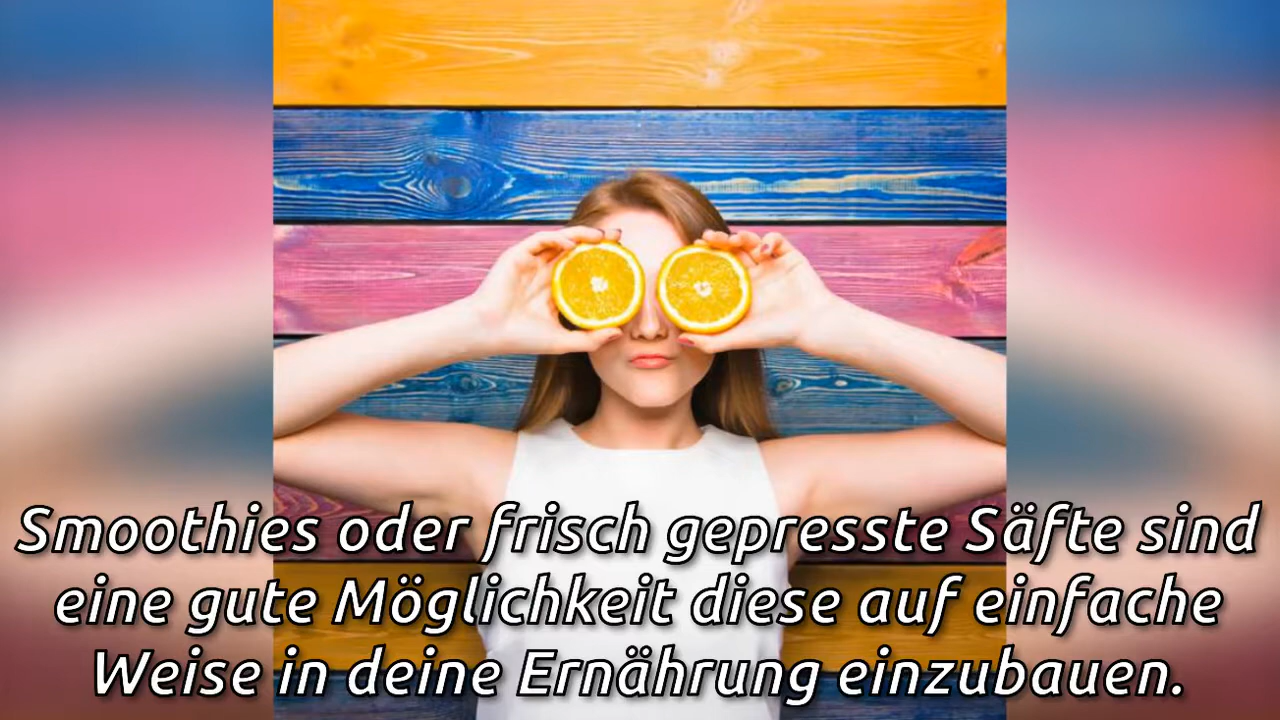 Smoothies oder frisch gepresste Säfte sind
eine gute Möglichkeit diese auf einfache
Weise in deine Ernährung einzubauen.